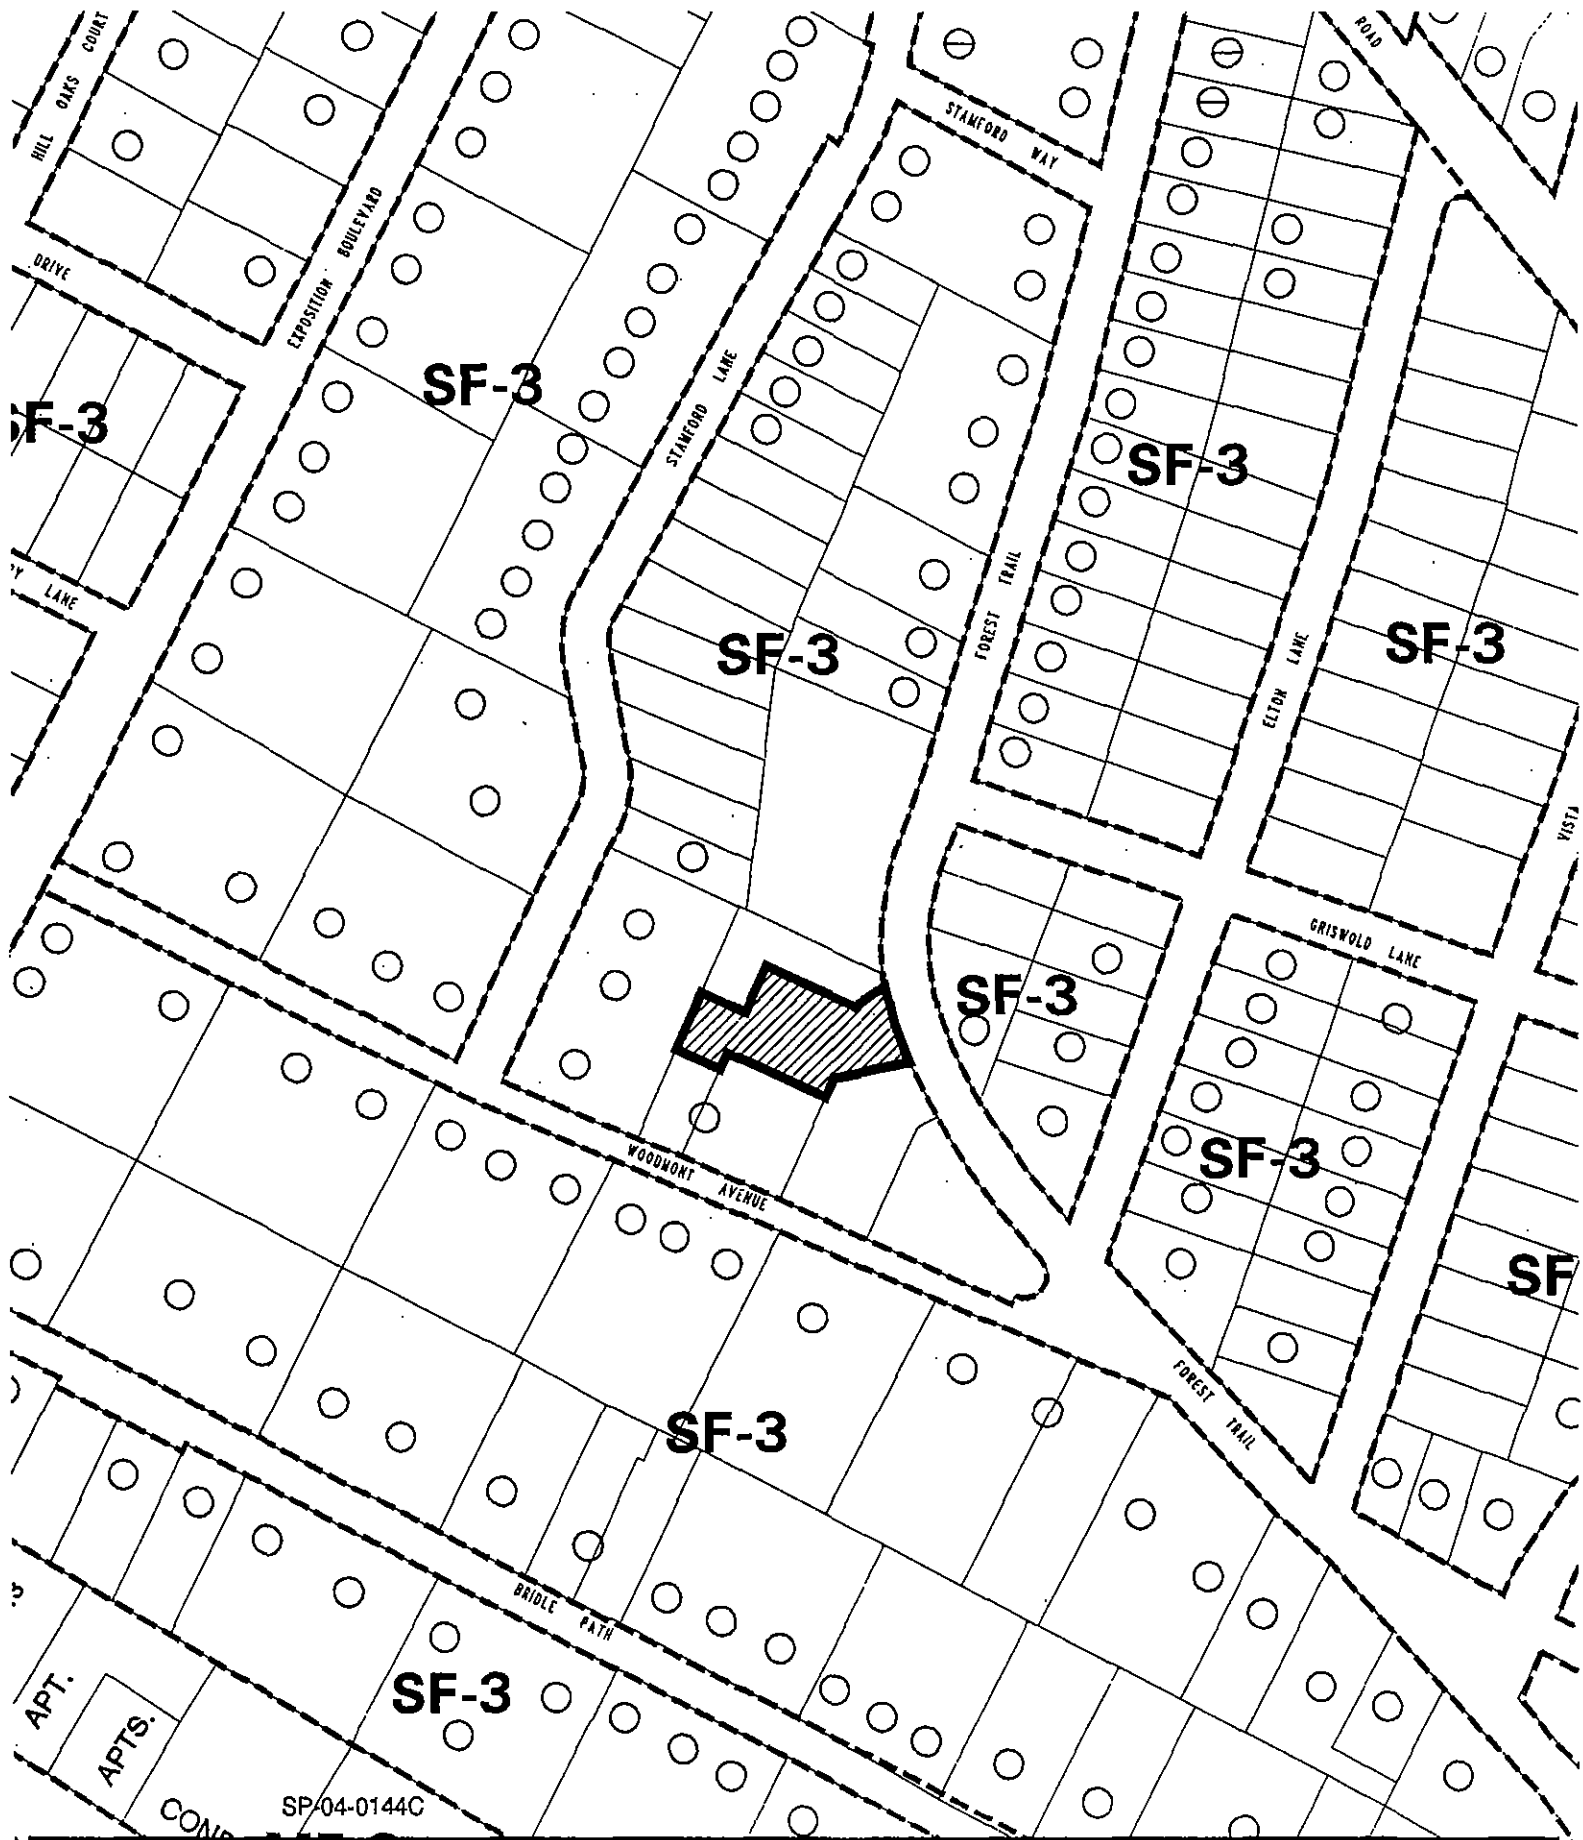 HILL OAKS COURT
ROAD
STAMFORD WAY
EXPOSITION BOULEVARD
DRIVE
STAMFORD LANE
SF-3
SF-3
SF-3
FOREST TRAIL
LANE
SF-3
SF-3
ELTON LANE
VISTA
GRISWOLD LANE
SF-3
WOODMONT AVENUE
SF-3
SF
FOREST TRAIL
SF-3
BRIDLE PATH
SF-3
APT.
APTS.
SP-04-0144C